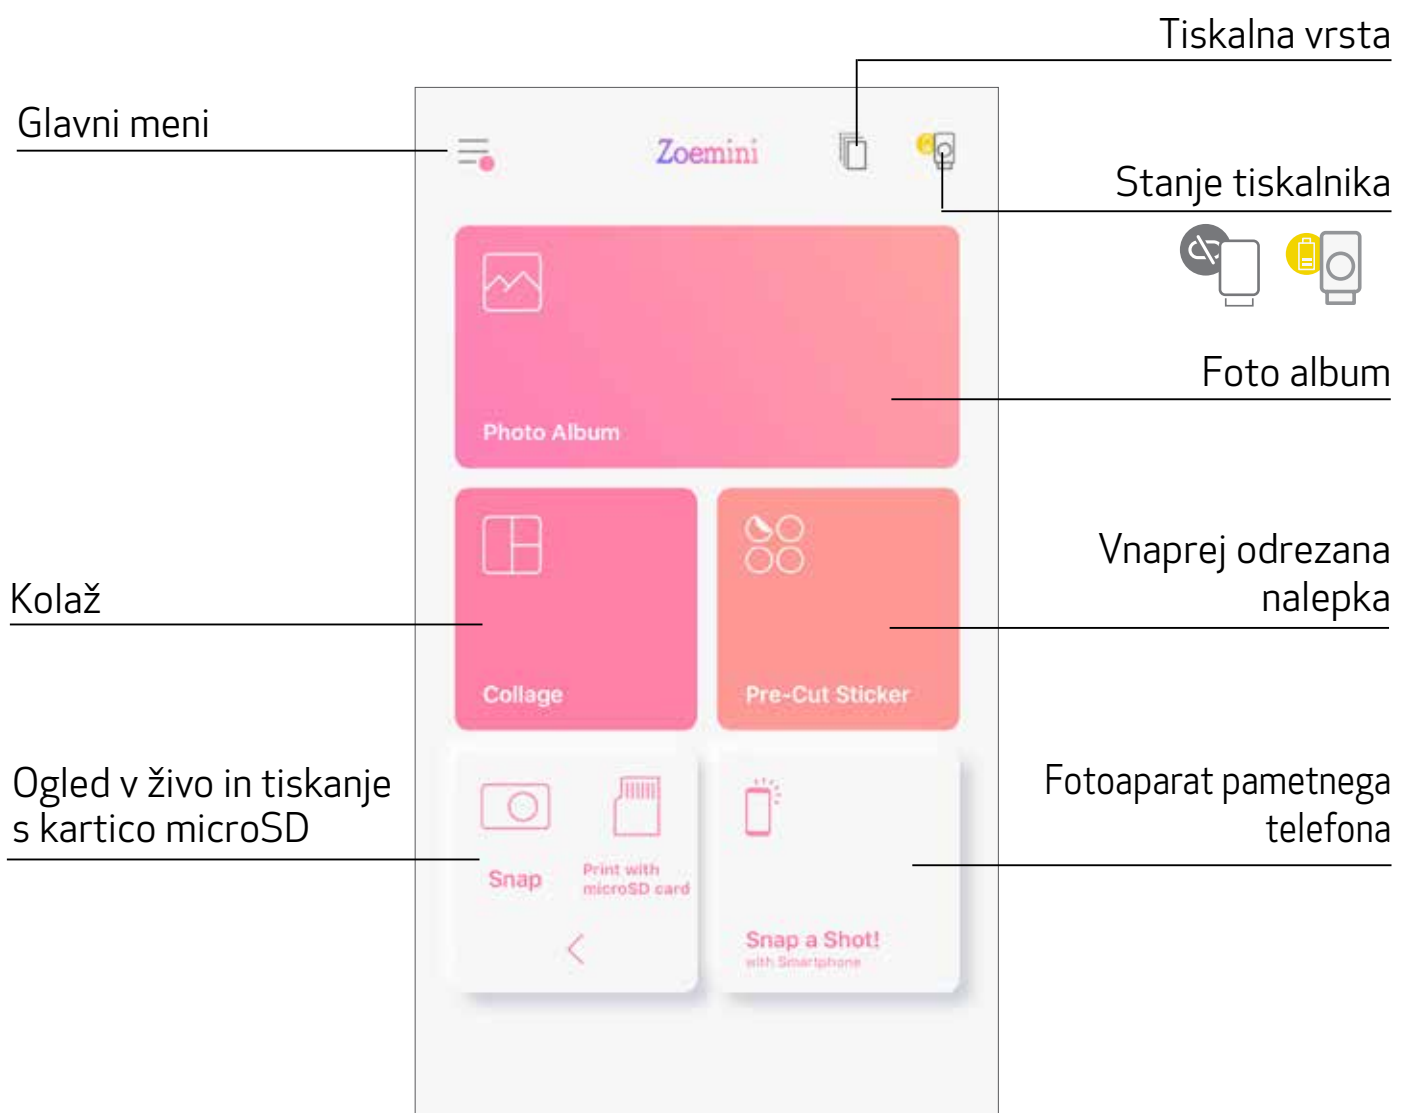 Tiskalna vrsta
Glavni meni
Zoemini
Stanje tiskalnika
Foto album
Photo Album
Vnaprej odrezana
nalepka
Kolaž
Collage
Pre-Cut Sticker
Ogled v živo in tiskanje
s kartico microSD
Fotoaparat pametnega
telefona
Snap
Print with
microSD card
Snap a Shot!
with Smartphone